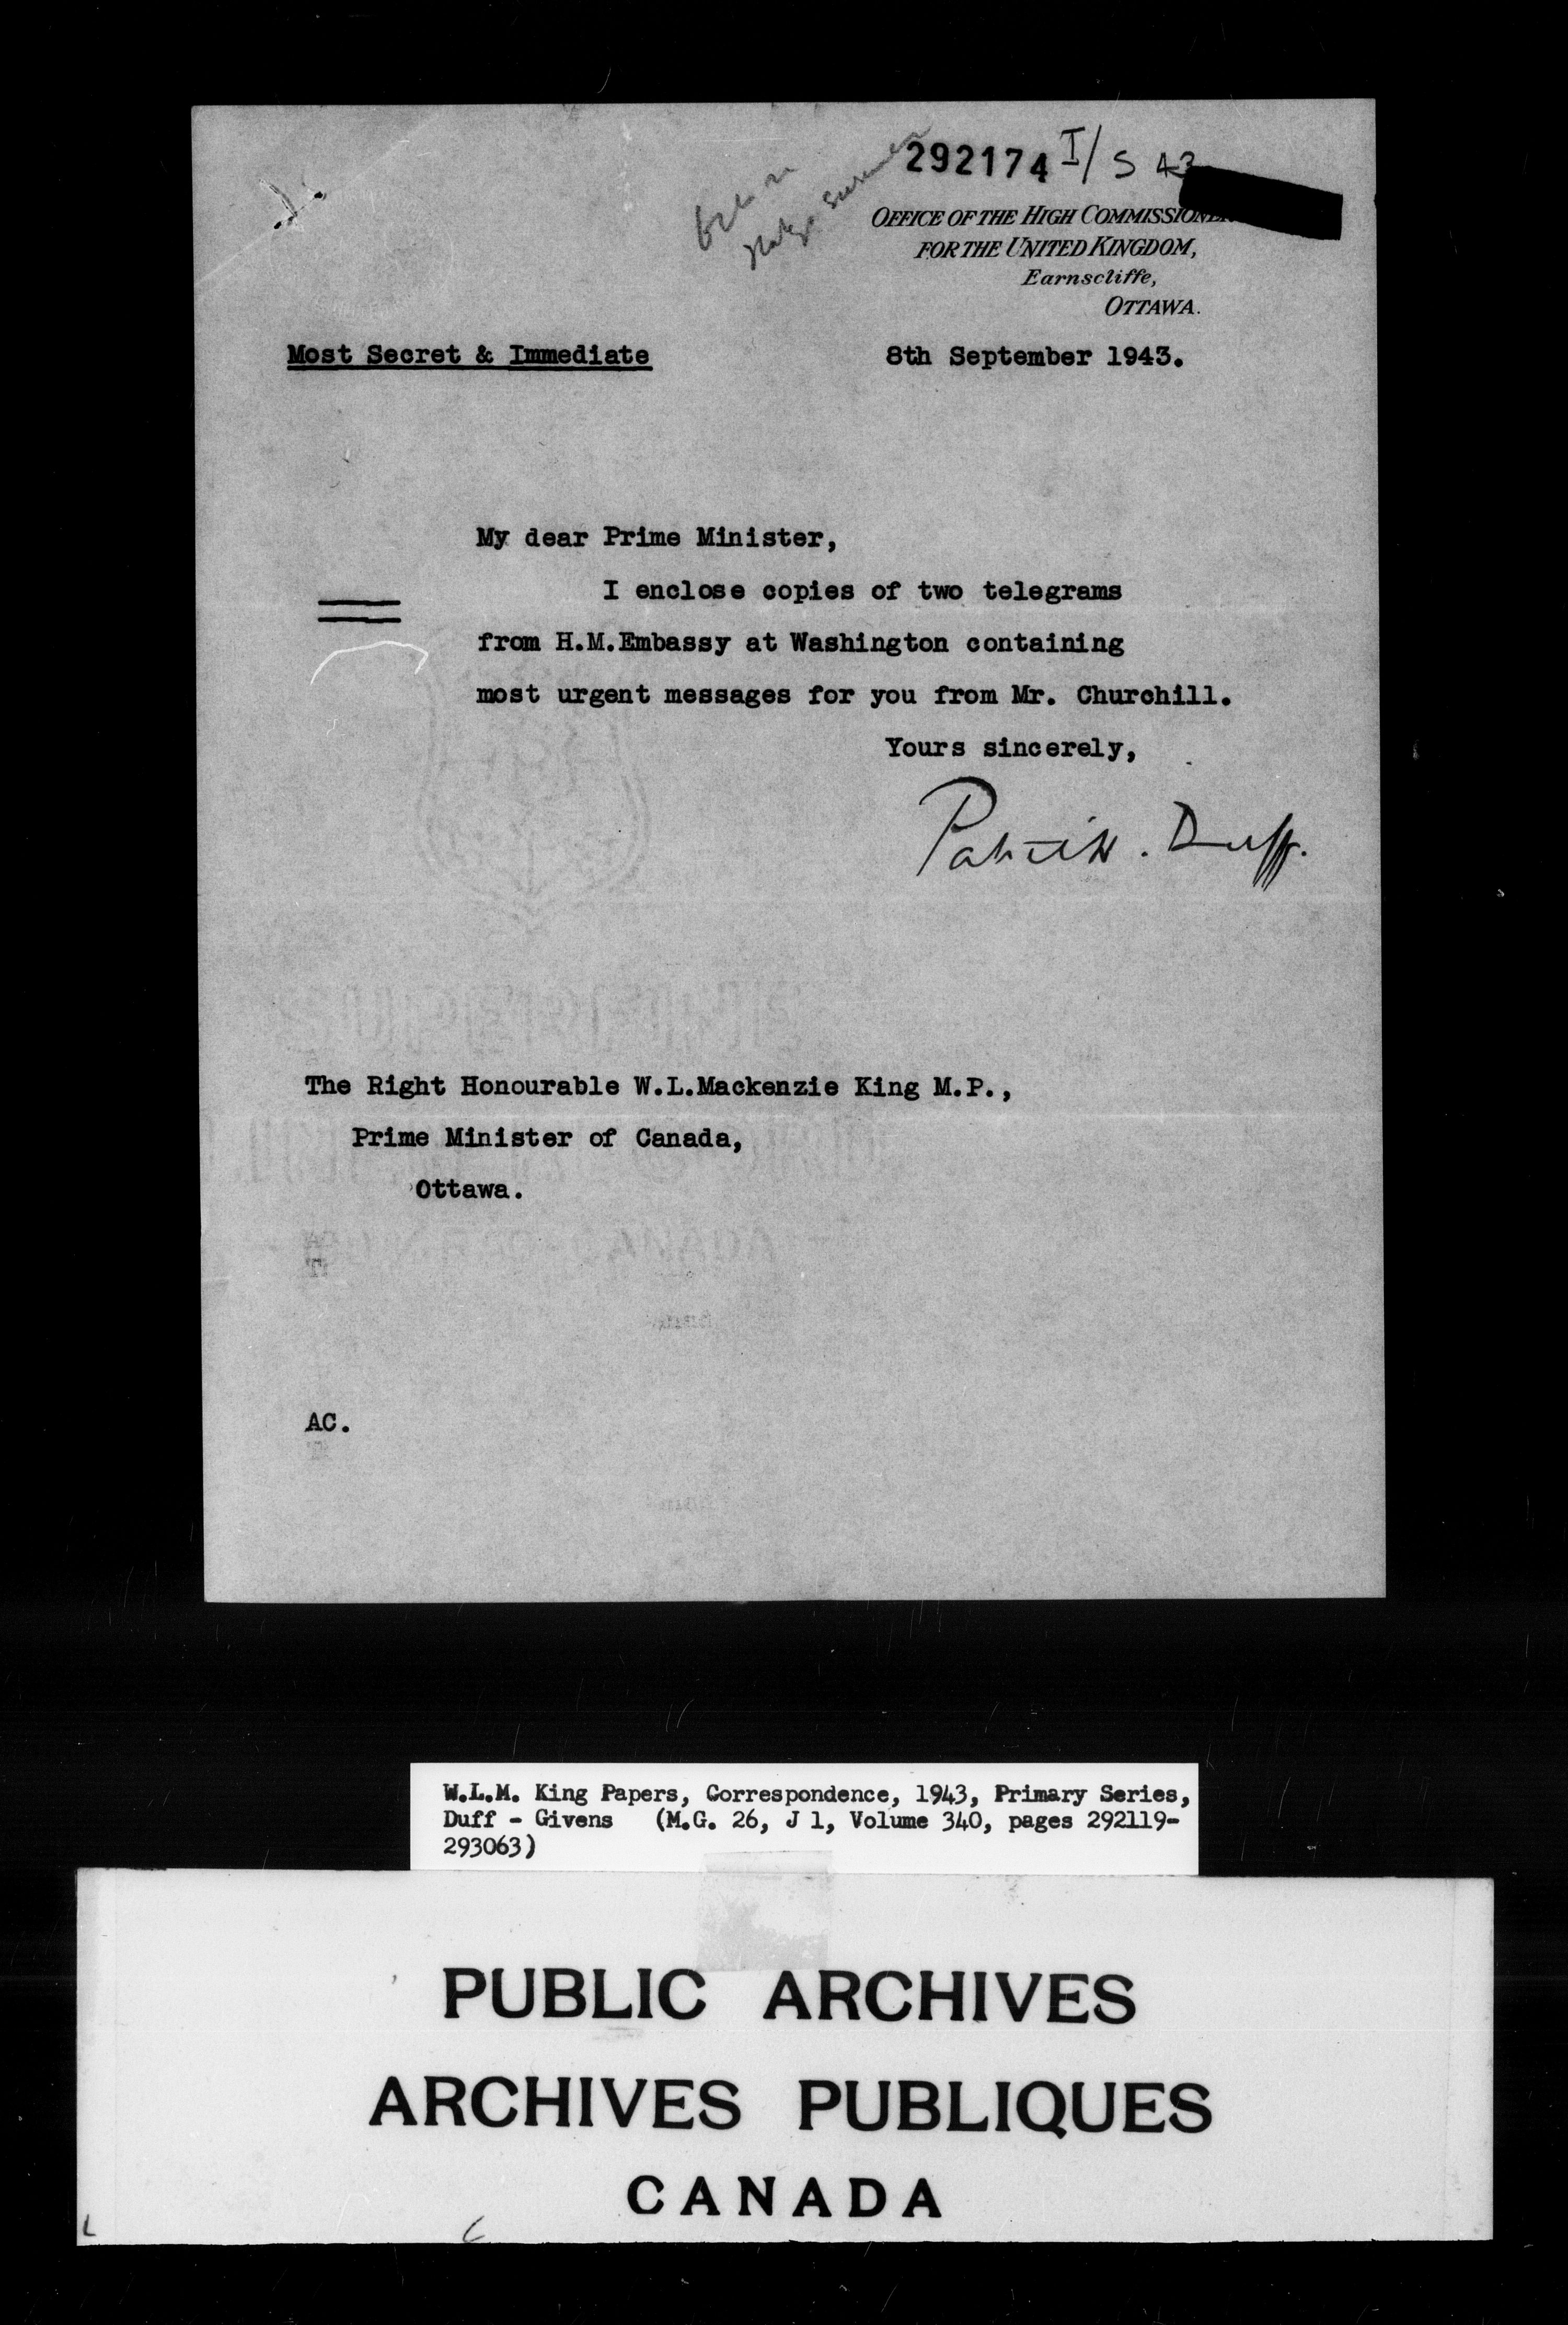 292174 I/S 43
OFFICE OF THE HIGH COMMISSIONER
FOR THE UNITED KINGDOM,
Earnscliffe,
OTTAWA.
Most Secret & Immediate
8th September 1943.
My dear Prime Minister,
I enclose copies of two telegrams
from H.M.Embassy at Washington containing
most urgent messages for you from Mr. Churchill.
Yours sincerely,
Patrick. Duff.
The Right Honourable W.L.Mackenzie King M.P.,
Prime Minister of Canada,
Ottawa.
AC.
W.L.M. King Papers, Correspondence, 1943, Primary Series,
Duff - Givens (M.G. 26, J 1, Volume 340, pages 292119-
293063)
PUBLIC ARCHIVES
ARCHIVES PUBLIQUES
CANADA